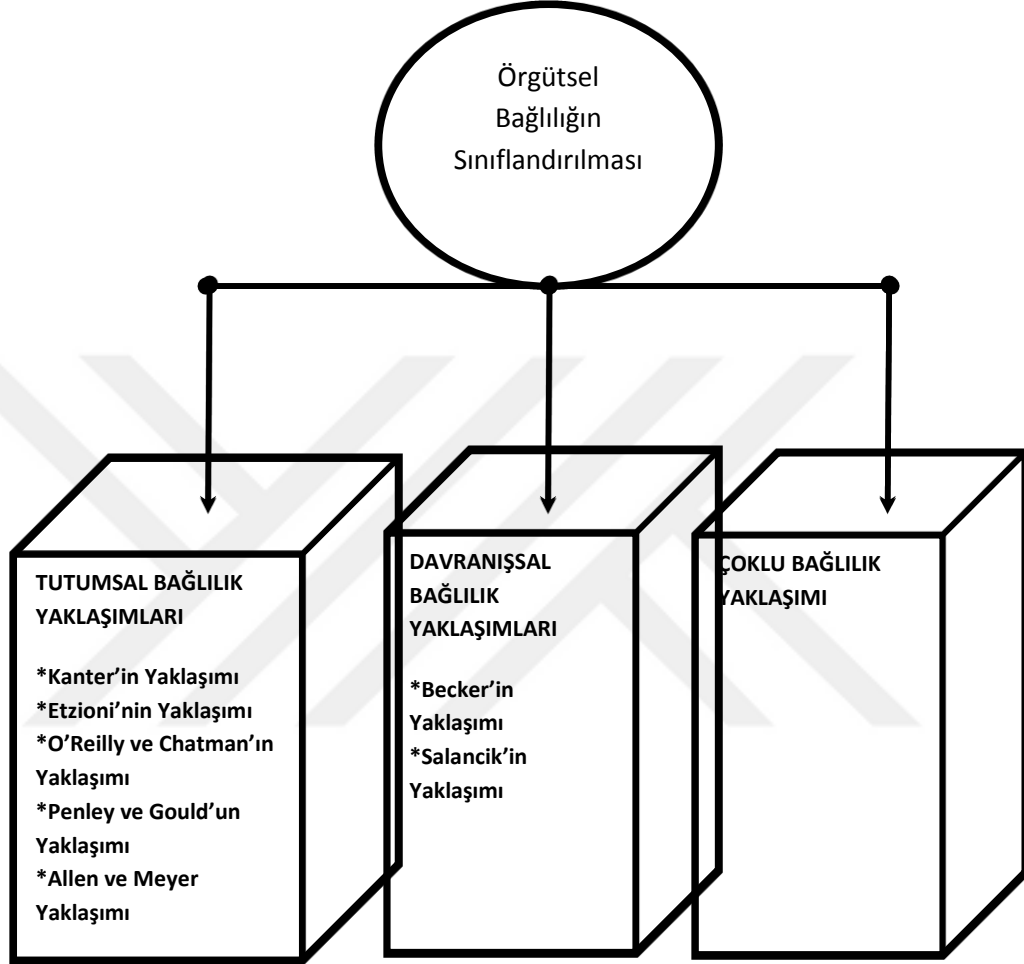 Örgütsel
Bağlılığın
Sınıflandırılması
TUTUMSAL BAĞLILIK
YAKLAŞIMLARI
*Kanter’in Yaklaşımı
*Etzioni’nin Yaklaşımı
*O’Reilly ve Chatman’ın
Yaklaşımı
*Penley ve Gould’un
Yaklaşımı
*Allen ve Meyer
Yaklaşımı
DAVRANIŞSAL
BAĞLILIK
YAKLAŞIMLARI
*Becker’in
Yaklaşımı
*Salancik’in
Yaklaşımı
ÇOKLU BAĞLILIK
YAKLAŞIMI